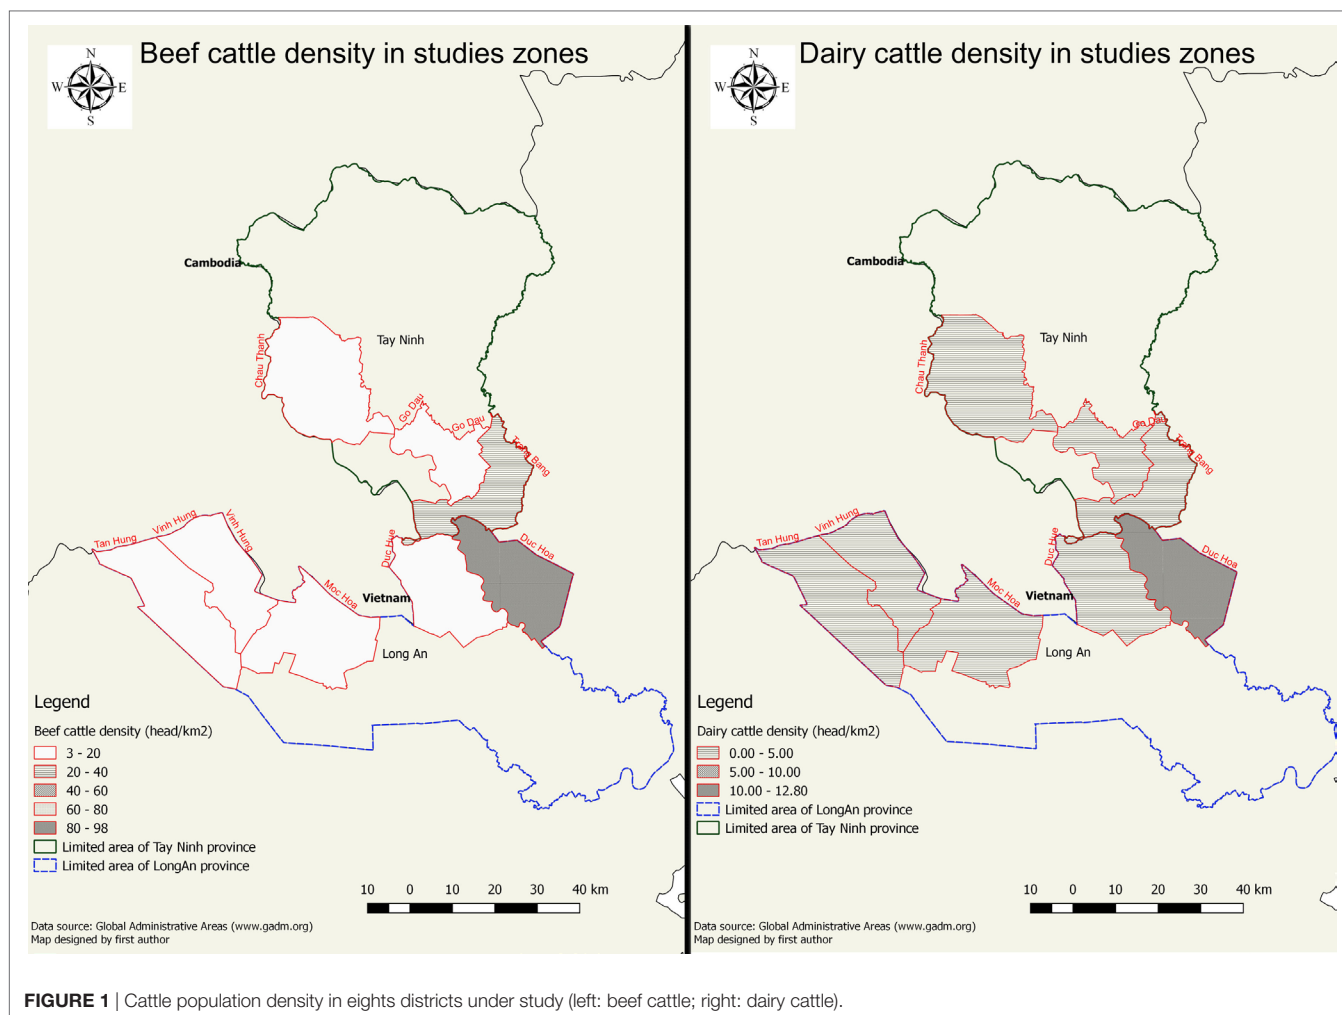 Beef cattle density in studies zones
N
W E
S
Cambodia
Tay Ninh
Chau Thanh
Go Dau
Go Dau
Trang Bang
Tan Hung
Vinh Hung
Vinh Hung
Moc Hoa
Duc Hue
Duc Hoa
Vietnam
Long An
Legend
Beef cattle density (head/km2)
3 - 20
20 - 40
40 - 60
60 - 80
80 - 98
Limited area of Tay Ninh province
Limited area of LongAn province
10 0 10 20 30 40 km
Data source: Global Administrative Areas (www.gadm.org)
Map designed by first author
Dairy cattle density in studies zones
N
W E
S
Cambodia
Tay Ninh
Chau Thanh
Go Dau
Trang Bang
Tan Hung
Vinh Hung
Moc Hoa
Duc Hue
Duc Hoa
Vietnam
Long An
Legend
Dairy cattle density (head/km2)
0.00 - 5.00
5.00 - 10.00
10.00 - 12.80
Limited area of LongAn province
Limited area of Tay Ninh province
10 0 10 20 30 40 km
Data source: Global Administrative Areas (www.gadm.org)
Map designed by first author
FIGURE 1 | Cattle population density in eights districts under study (left: beef cattle; right: dairy cattle).